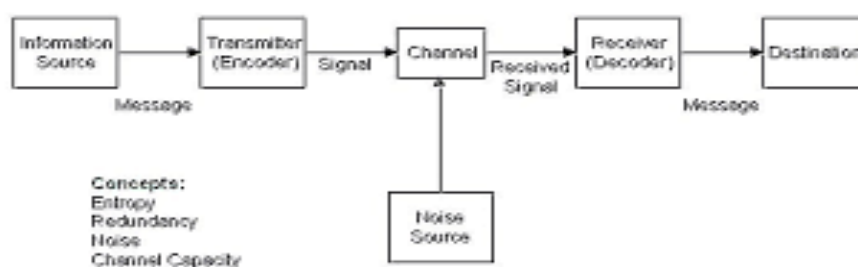 Information
Source
Transmitter
(Encoder)
Channel
Receiver
(Decoder)
Destination
Signal
Received
Signal
Message
Message
Concepts:
Entropy
Redundancy
Noise
Channel Capacity
Noise
Source